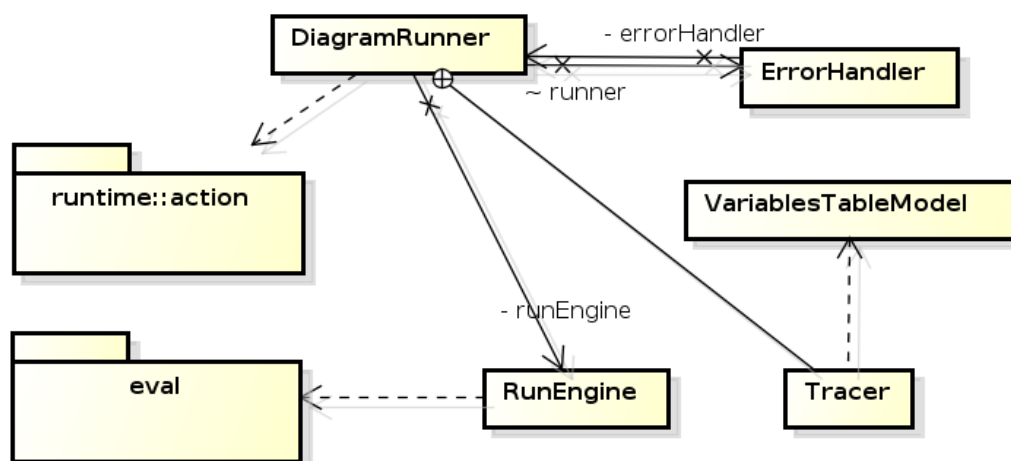 DiagramRunner
- errorHandler
ErrorHandler
~ runner
runtime::action
VariablesTableModel
- runEngine
eval
RunEngine
Tracer